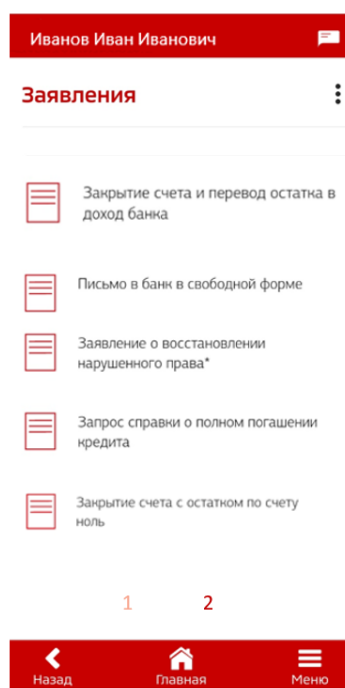 Иванов Иван Иванович
Заявления
Закрытие счета и перевод остатка в
доход банка
Письмо в банк в свободной форме
Заявление о восстановлении
нарушенного права*
Запрос справки о полном погашении
кредита
Закрытие счета с остатком по счету
ноль
1 2
Назад Главная Меню